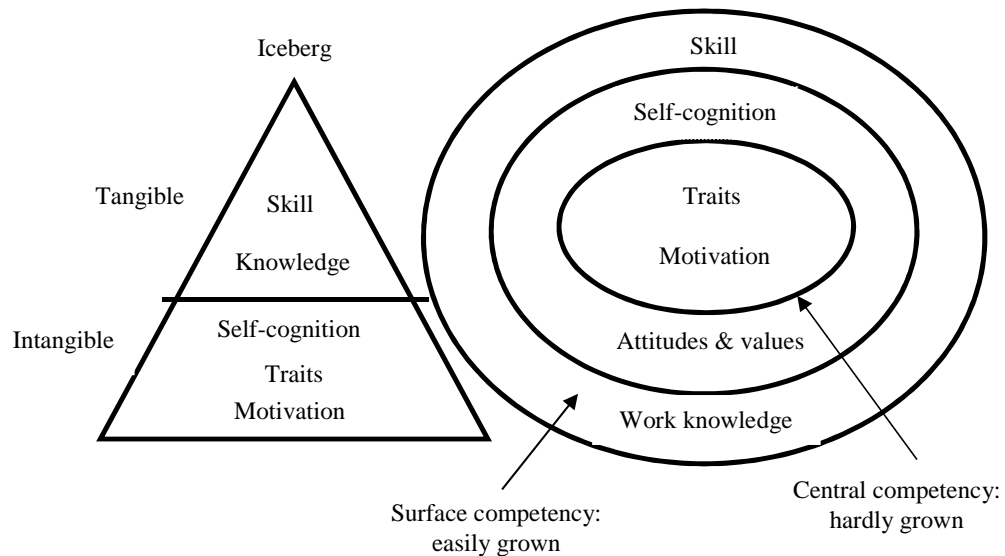 Iceberg
Tangible
Skill
Knowledge
Intangible
Self-cognition
Traits
Motivation
Skill
Self-cognition
Traits
Motivation
Attitudes & values
Work knowledge
Surface competency:
easily grown
Central competency:
hardly grown